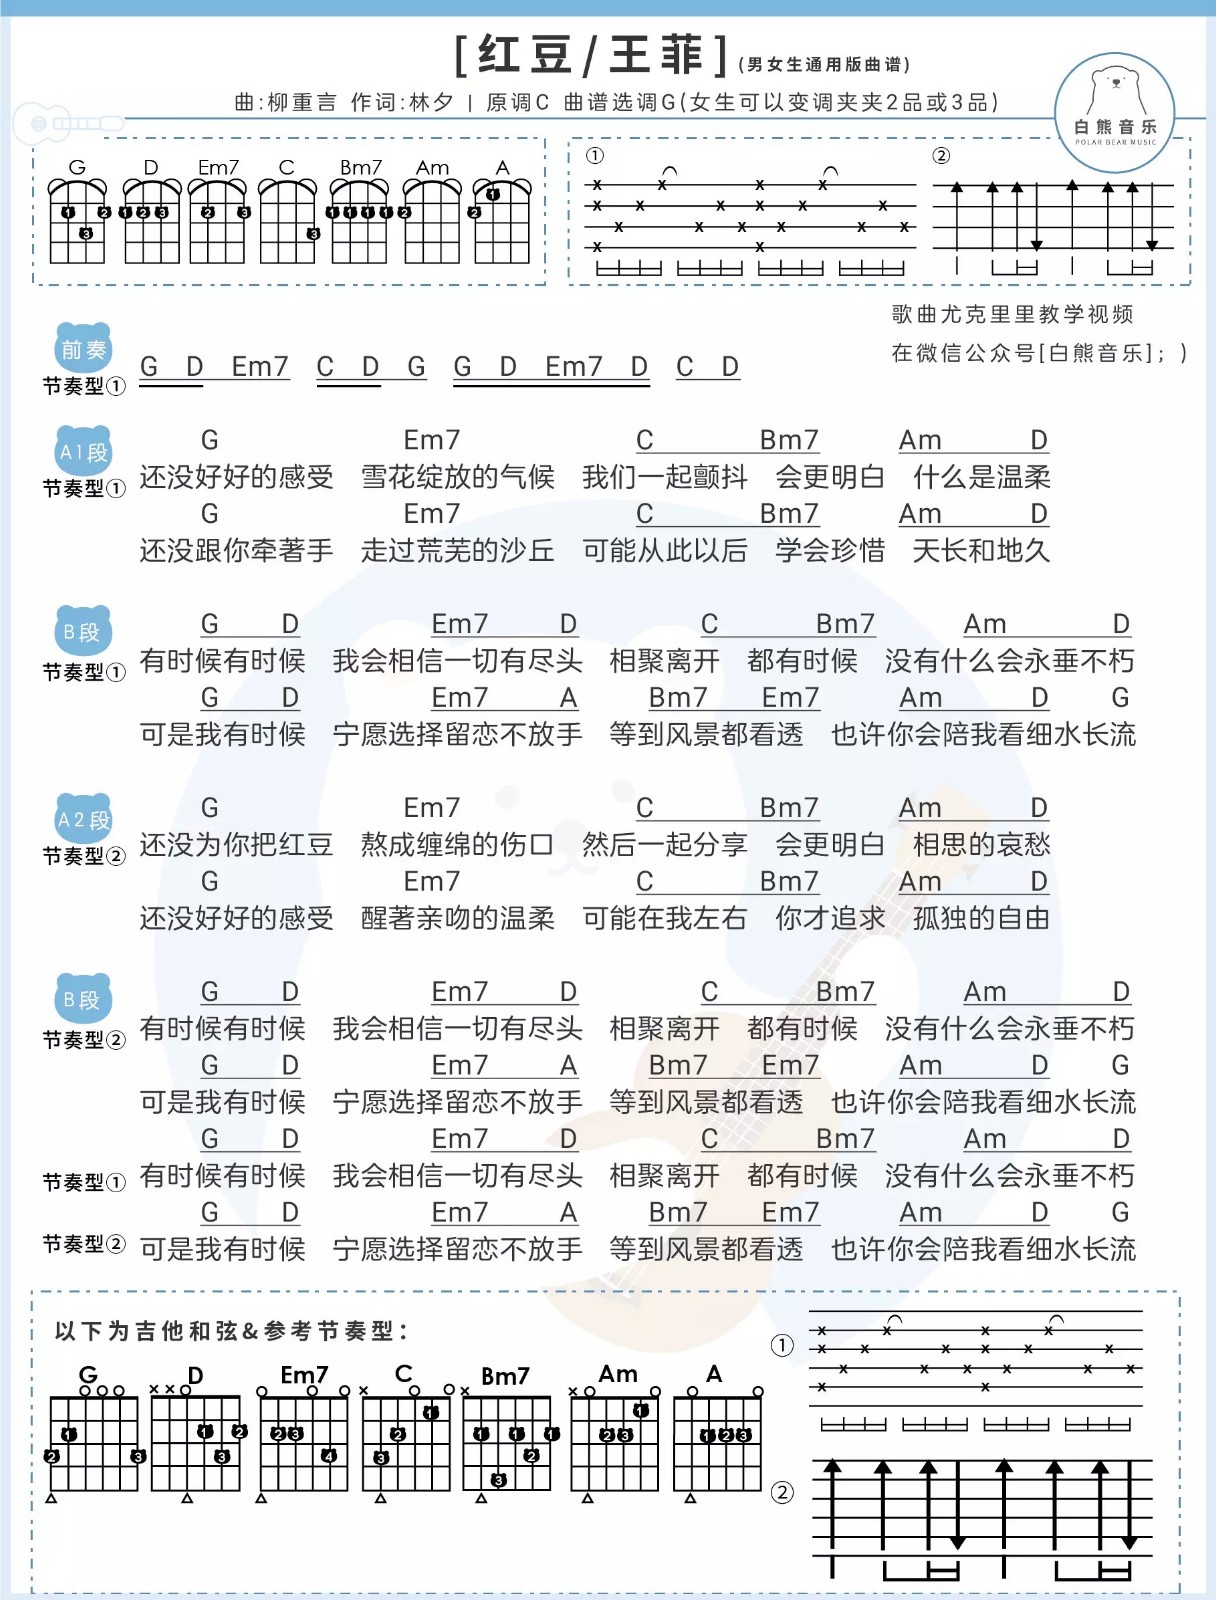 [红豆/王菲](男女生通用版曲谱)
曲:柳重言 作词:林夕 | 原调C 曲谱选调G(女生可以变调夹夹2品或3品)
白熊音乐
POLAR BEAR MUSIC
G D Em7 C Bm7 Am A
① ②
歌曲尤克里里教学视频
在微信公众号[白熊音乐]；)
前奏
节奏型① G D Em7 C D G G D Em7 D C D
A1段 G Em7 C Bm7 Am D
节奏型① 还没好好的感受 雪花绽放的气候 我们一起颤抖 会更明白 什么是温柔
G Em7 C Bm7 Am D
还没跟你牵著手 走过荒芜的沙丘 可能从此以后 学会珍惜 天长和地久
B段 G D Em7 D C Bm7 Am D
节奏型① 有时候有时候 我会相信一切有尽头 相聚离开 都有时候 没有什么会永垂不朽
G D Em7 A Bm7 Em7 Am D G
可是我有时候 宁愿选择留恋不放手 等到风景都看透 也许你会陪我看细水长流
A2段 G Em7 C Bm7 Am D
节奏型② 还没为你把红豆 熬成缠绵的伤口 然后一起分享 会更明白 相思的哀愁
G Em7 C Bm7 Am D
还没好好的感受 醒著亲吻的温柔 可能在我左右 你才追求 孤独的自由
B段 G D Em7 D C Bm7 Am D
节奏型② 有时候有时候 我会相信一切有尽头 相聚离开 都有时候 没有什么会永垂不朽
G D Em7 A Bm7 Em7 Am D G
可是我有时候 宁愿选择留恋不放手 等到风景都看透 也许你会陪我看细水长流
G D Em7 D C Bm7 Am D
节奏型① 有时候有时候 我会相信一切有尽头 相聚离开 都有时候 没有什么会永垂不朽
G D Em7 A Bm7 Em7 Am D G
节奏型② 可是我有时候 宁愿选择留恋不放手 等到风景都看透 也许你会陪我看细水长流
以下为吉他和弦&参考节奏型：
G D Em7 C Bm7 Am A
①
②